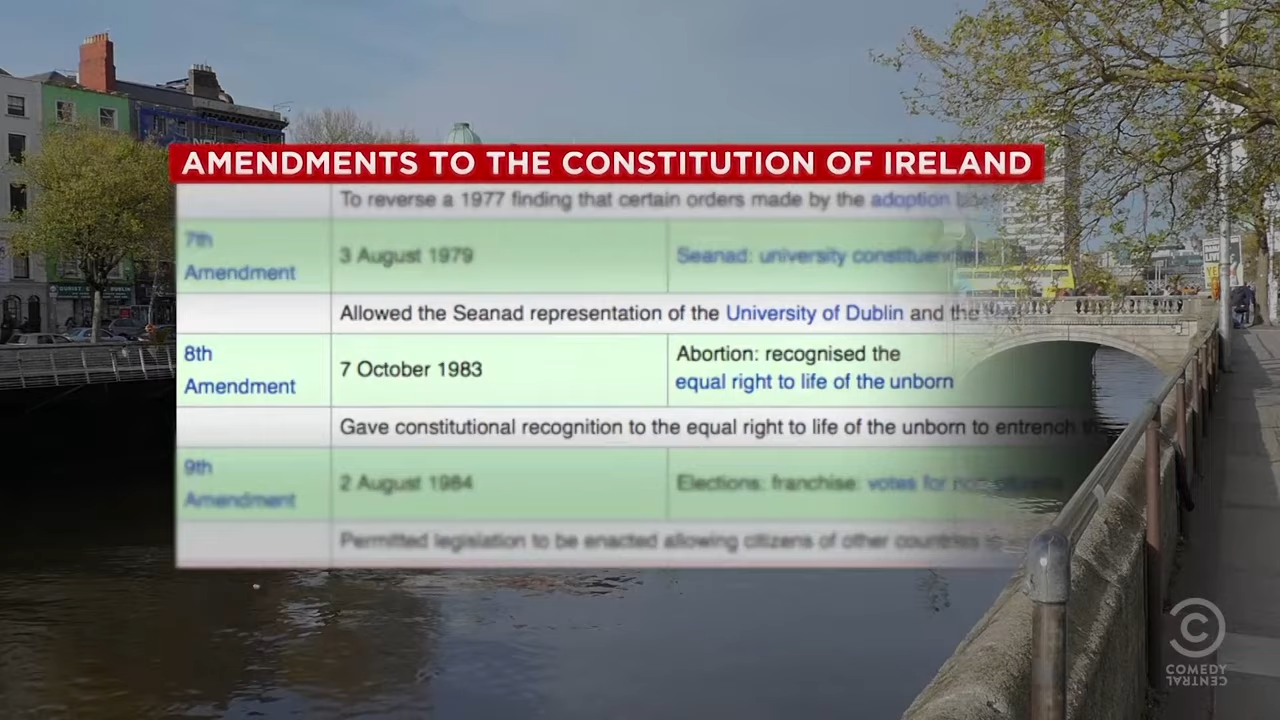 AMENDMENTS TO THE CONSTITUTION OF IRELAND
To reverse a 1977 finding that certain orders made by the adoption
7th
Amendment
3 August 1979
Seanad: university constituencies
Allowed the Seanad representation of the University of Dublin and the
8th
Amendment
7 October 1983
Abortion: recognised the
equal right to life of the unborn
Gave constitutional recognition to the equal right to life of the unborn to entrench
9th
Amendment
2 August 1984
Elections: franchise: votes for
Permitted legislation to be enacted allowing citizens of other countries
COMEDY
CENTRAL